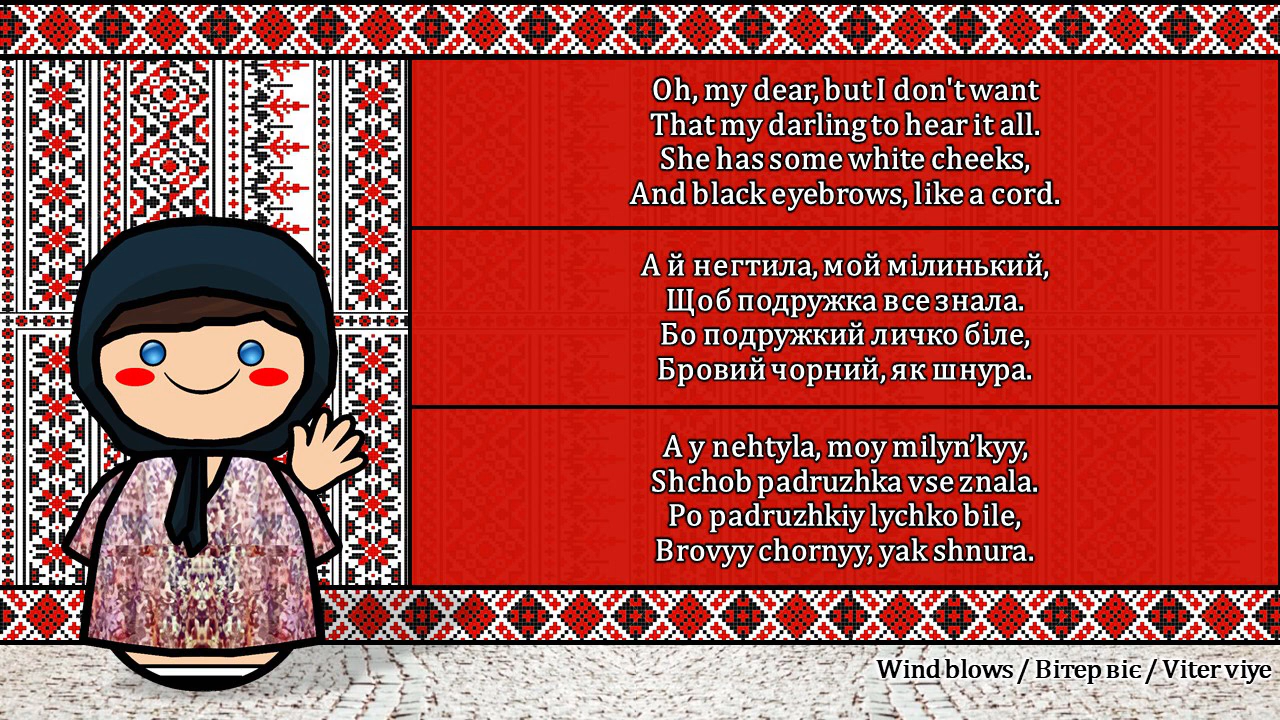 Oh, my dear, but I don't want
That my darling to hear it all.
She has some white cheeks,
And black eyebrows, like a cord.
А й негтила, мой мілинький,
Щоб подружка все знала.
Бо подружкий личко біле,
Бровий чорний, як шнура.
A y nehtyla, moy milyn’kyy,
Shchob padruzhka vse znala.
Po padruzhkiy lychko bile,
Brovyy chornyy, yak shnura.
Wind blows / Вітер віє / Viter viye